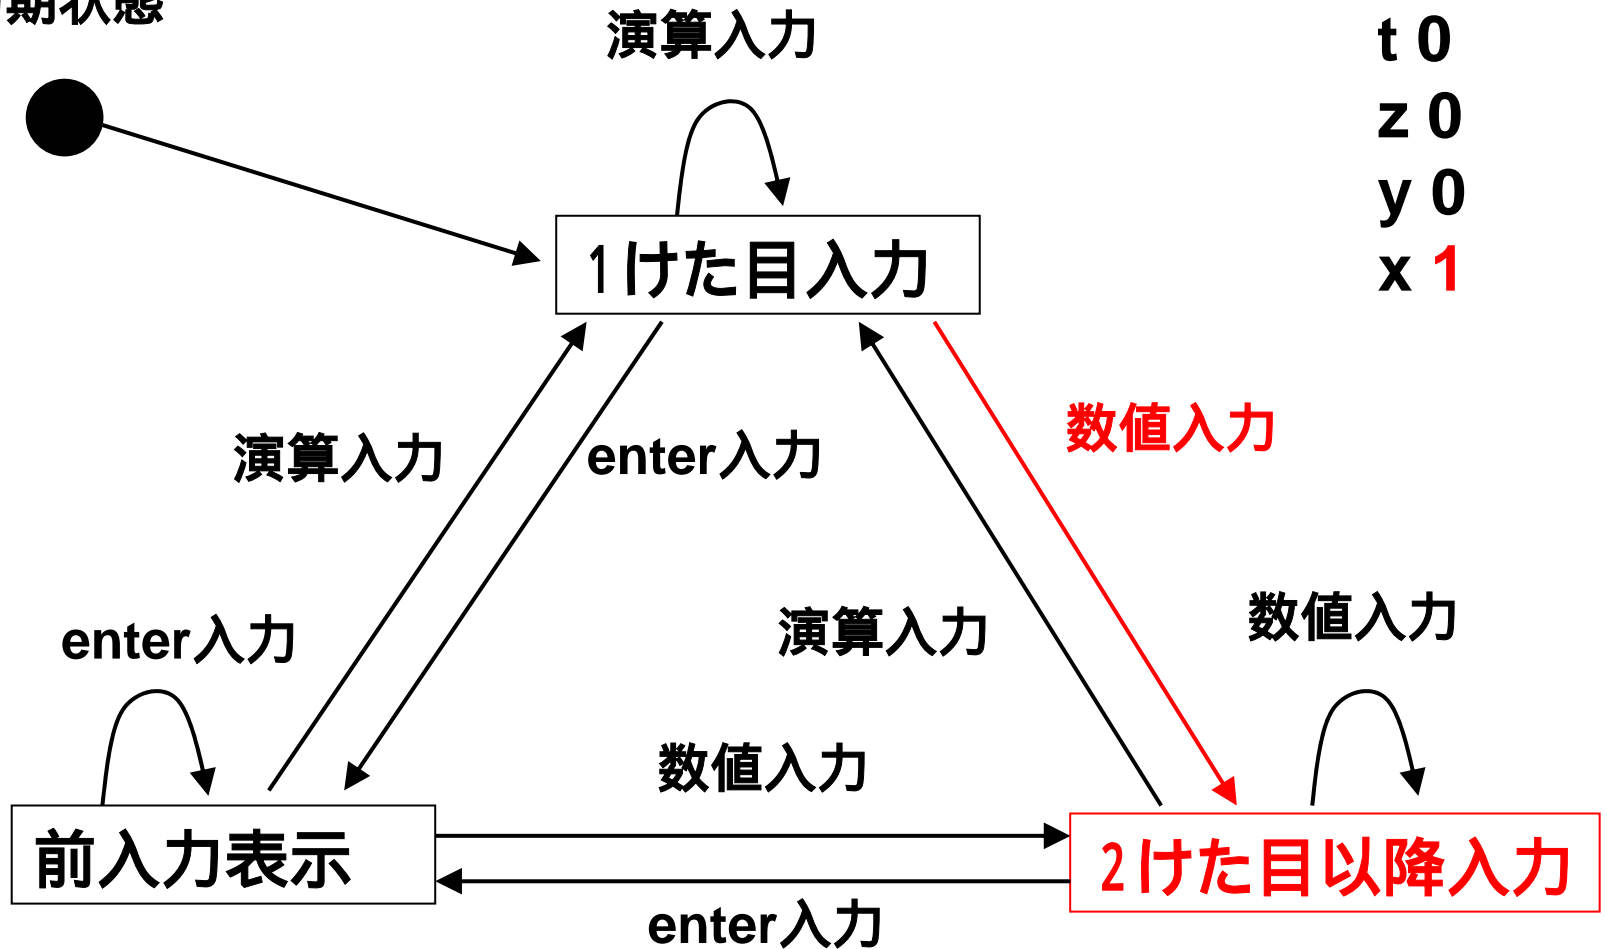 期状態
演算入力
t 0
z 0
y 0
x 1
1けた目入力
数値入力
演算入力
enter入力
数値入力
演算入力
enter入力
数値入力
前入力表示
2けた目以降入力
enter入力